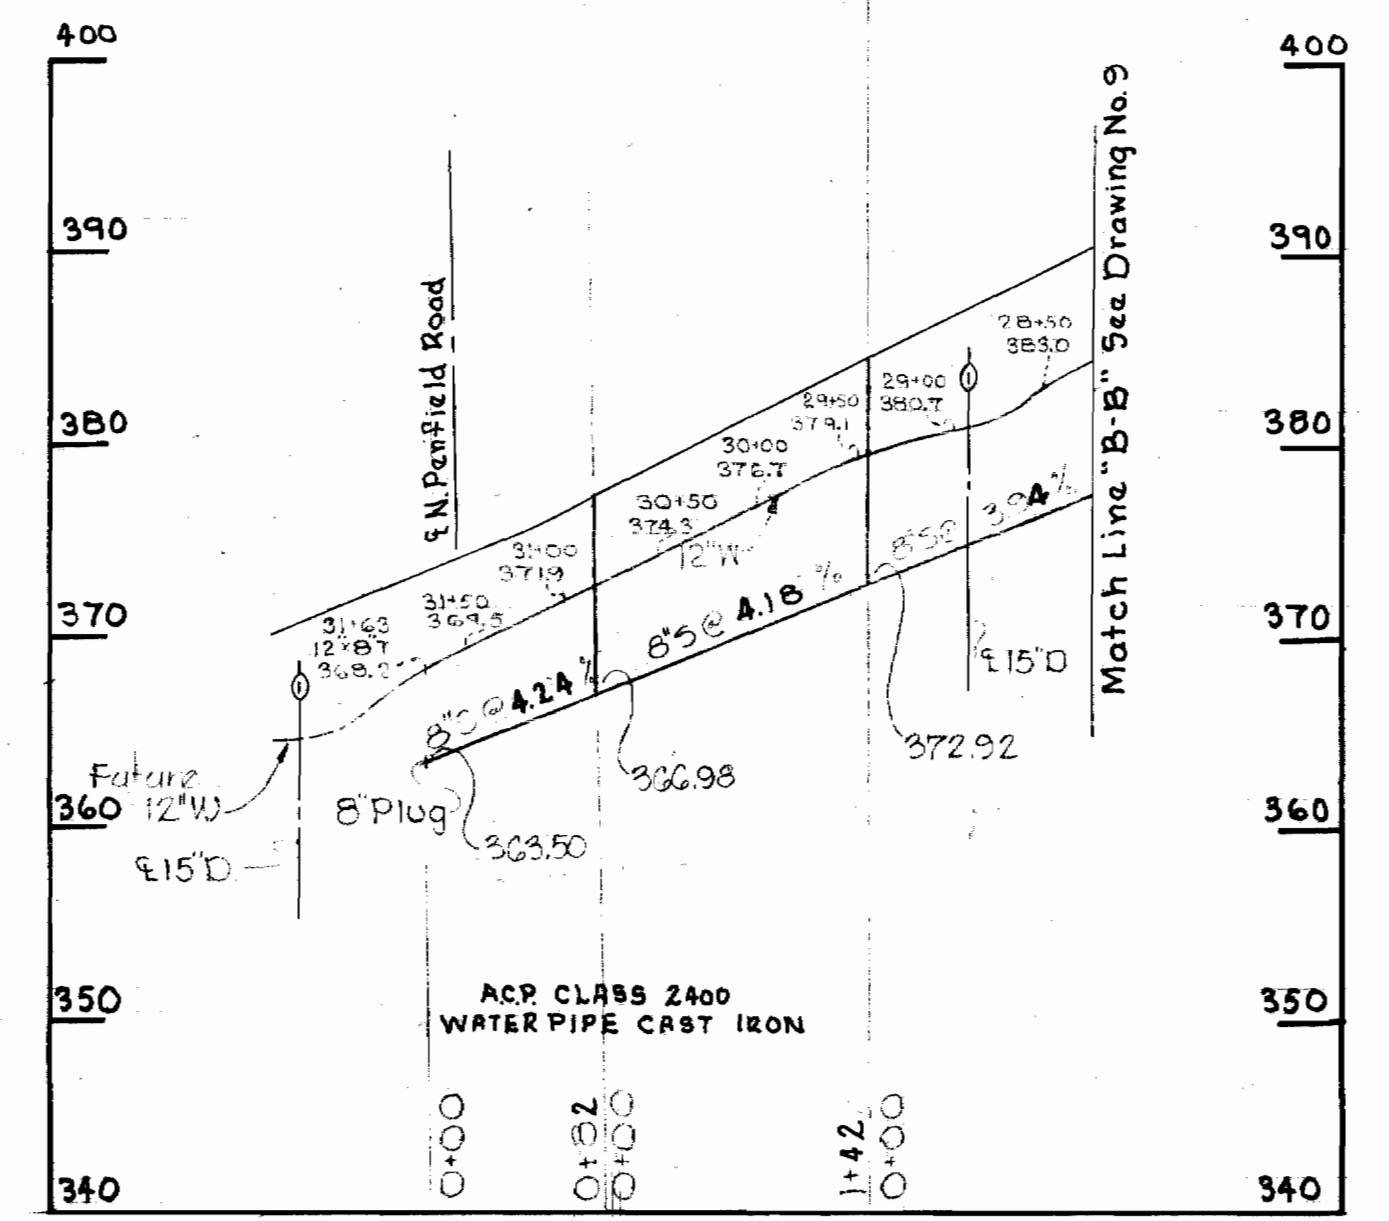 400
400
390
390
380
380
370
370
360
360
350
350
340
340
℄ N. Penfield Road
Match Line "B-B" See Drawing No. 9
28+50
383.0
29+00
380.7
29+50
379.1
30+00
376.7
30+50
374.3
12"W
31+00
371.9
31+50
369.5
31+63
12"x8"T
368.2
8"S @ 4.24 %
8"S @ 4.18 %
8"S @ 3.94 %
℄ 15"D
372.92
366.98
363.50
8" Plug
Future
12"W
℄ 15"D
A.C.P. CLASS 2400
WATER PIPE CAST IRON
0+00
0+82
0+00
1+42
0+00